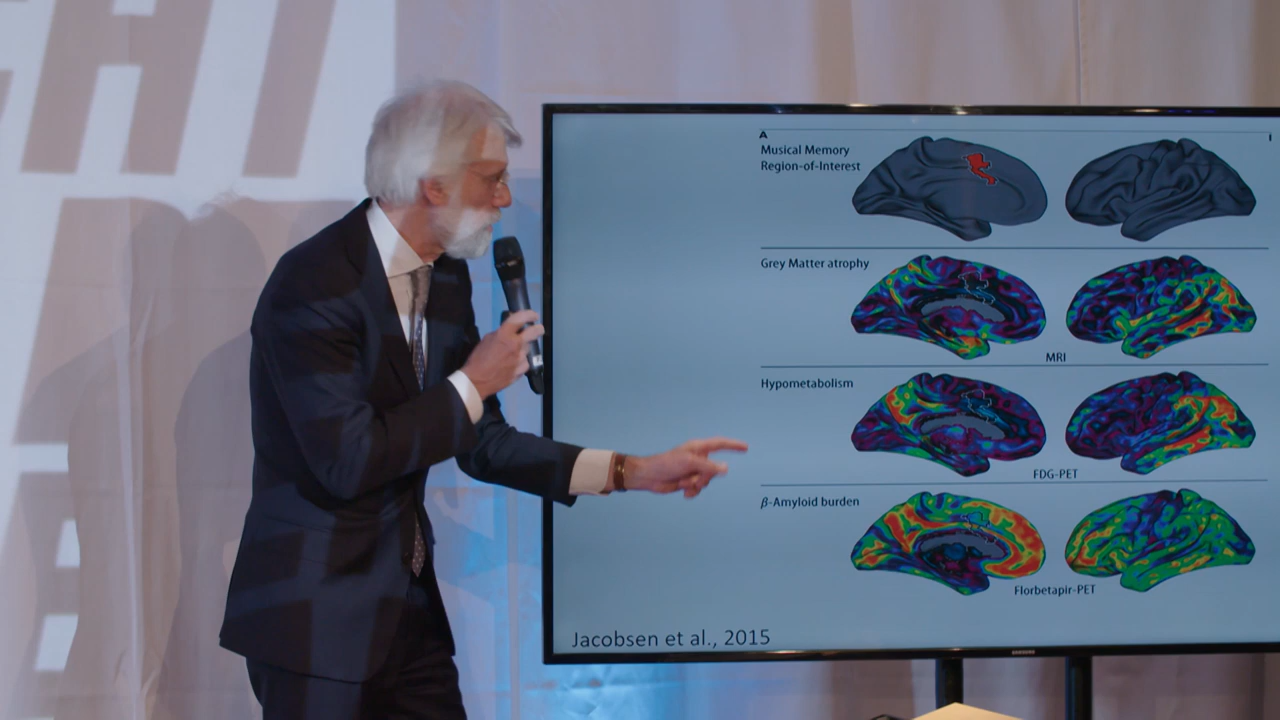 A
Musical Memory
Region-of-Interest
Grey Matter atrophy
MRI
Hypometabolism
FDG-PET
β-Amyloid burden
Florbetapir-PET
Jacobsen et al., 2015
SAMSUNG